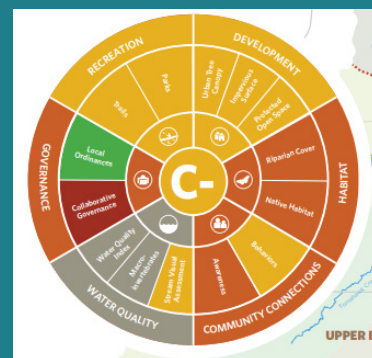 RECREATION
Trails
Parks
DEVELOPMENT
Urban Tree
Canopy
Impervious
Surface
Protected
Open Space
GOVERNANCE
Local
Ordinances
Collaborative
Governance
C-
HABITAT
Riparian Cover
Native Habitat
WATER QUALITY
Water Quality
Index
Macro-
invertebrates
Stream Visual
Assessment
COMMUNITY CONNECTIONS
Awareness
Behaviors
UPPER